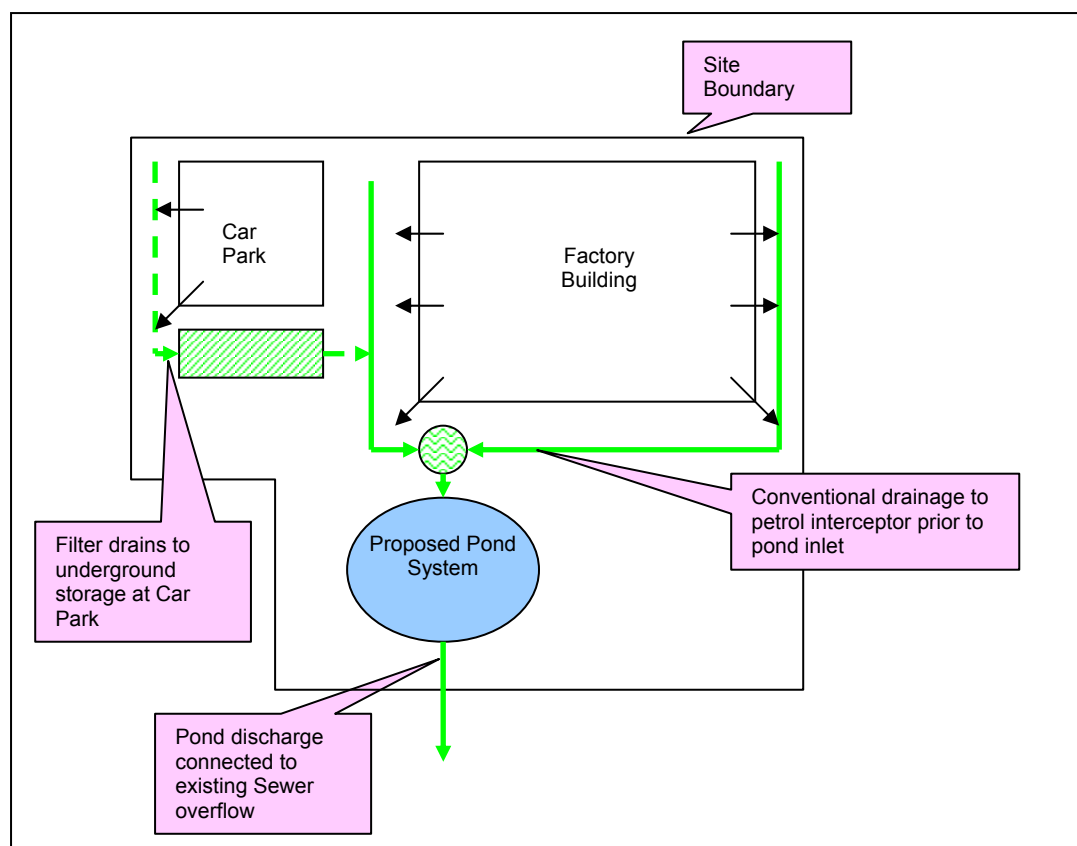 Site
Boundary
Car
Park
Factory
Building
Conventional drainage to
petrol interceptor prior to
pond inlet
Filter drains to
underground
storage at Car
Park
Proposed Pond
System
Pond discharge
connected to
existing Sewer
overflow